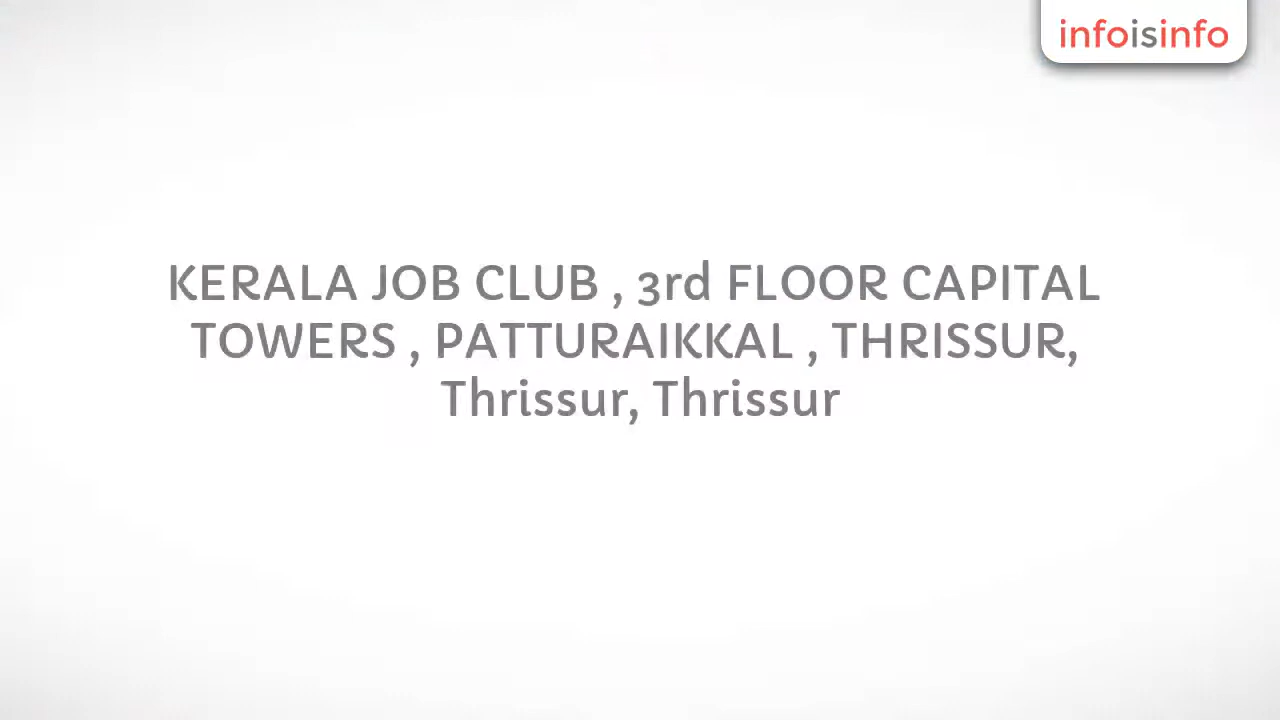 infoisinfo
KERALA JOB CLUB , 3rd FLOOR CAPITAL
TOWERS , PATTURAIKKAL , THRISSUR,
Thrissur, Thrissur